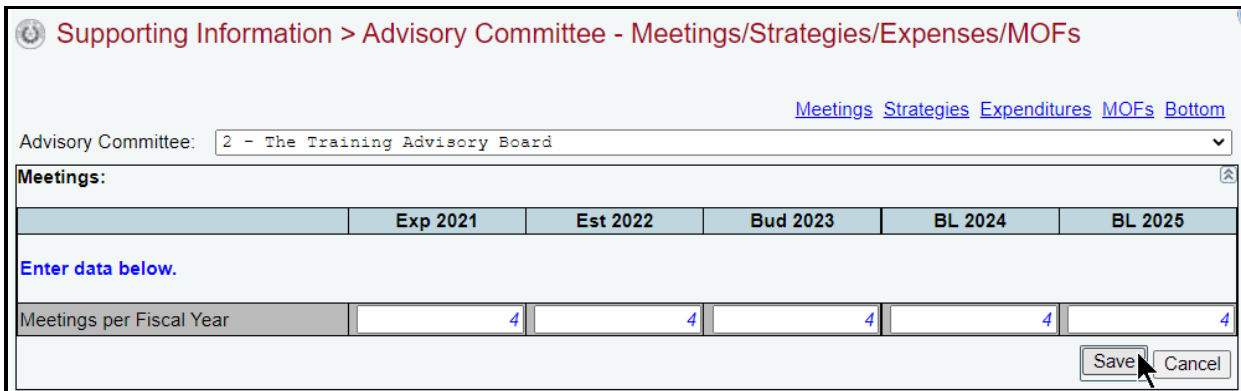 Supporting Information > Advisory Committee - Meetings/Strategies/Expenses/MOFs
Meetings Strategies Expenditures MOFs Bottom
Advisory Committee: 2 - The Training Advisory Board
Meetings:
Exp 2021 Est 2022 Bud 2023 BL 2024 BL 2025
Enter data below.
Meetings per Fiscal Year 4 4 4 4 4
Save Cancel